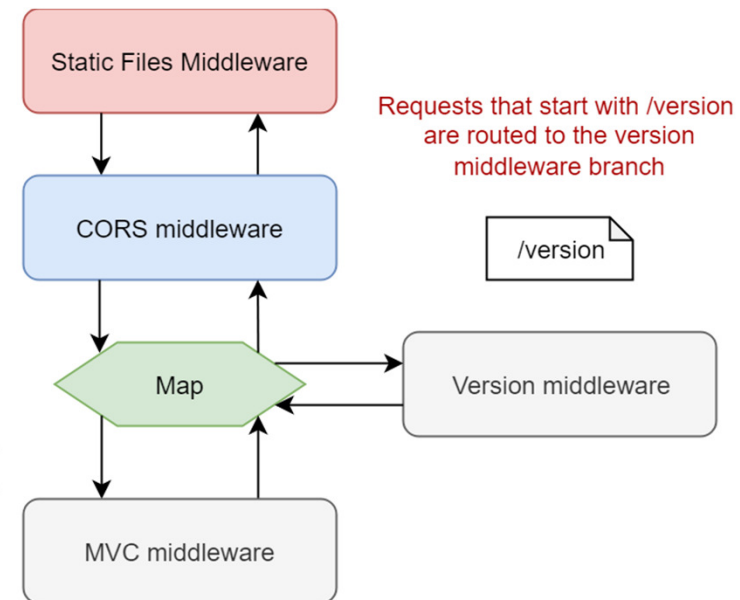 Static Files Middleware
Requests that start with /version
are routed to the version
middleware branch
CORS middleware
/version
Map
Version middleware
MVC middleware